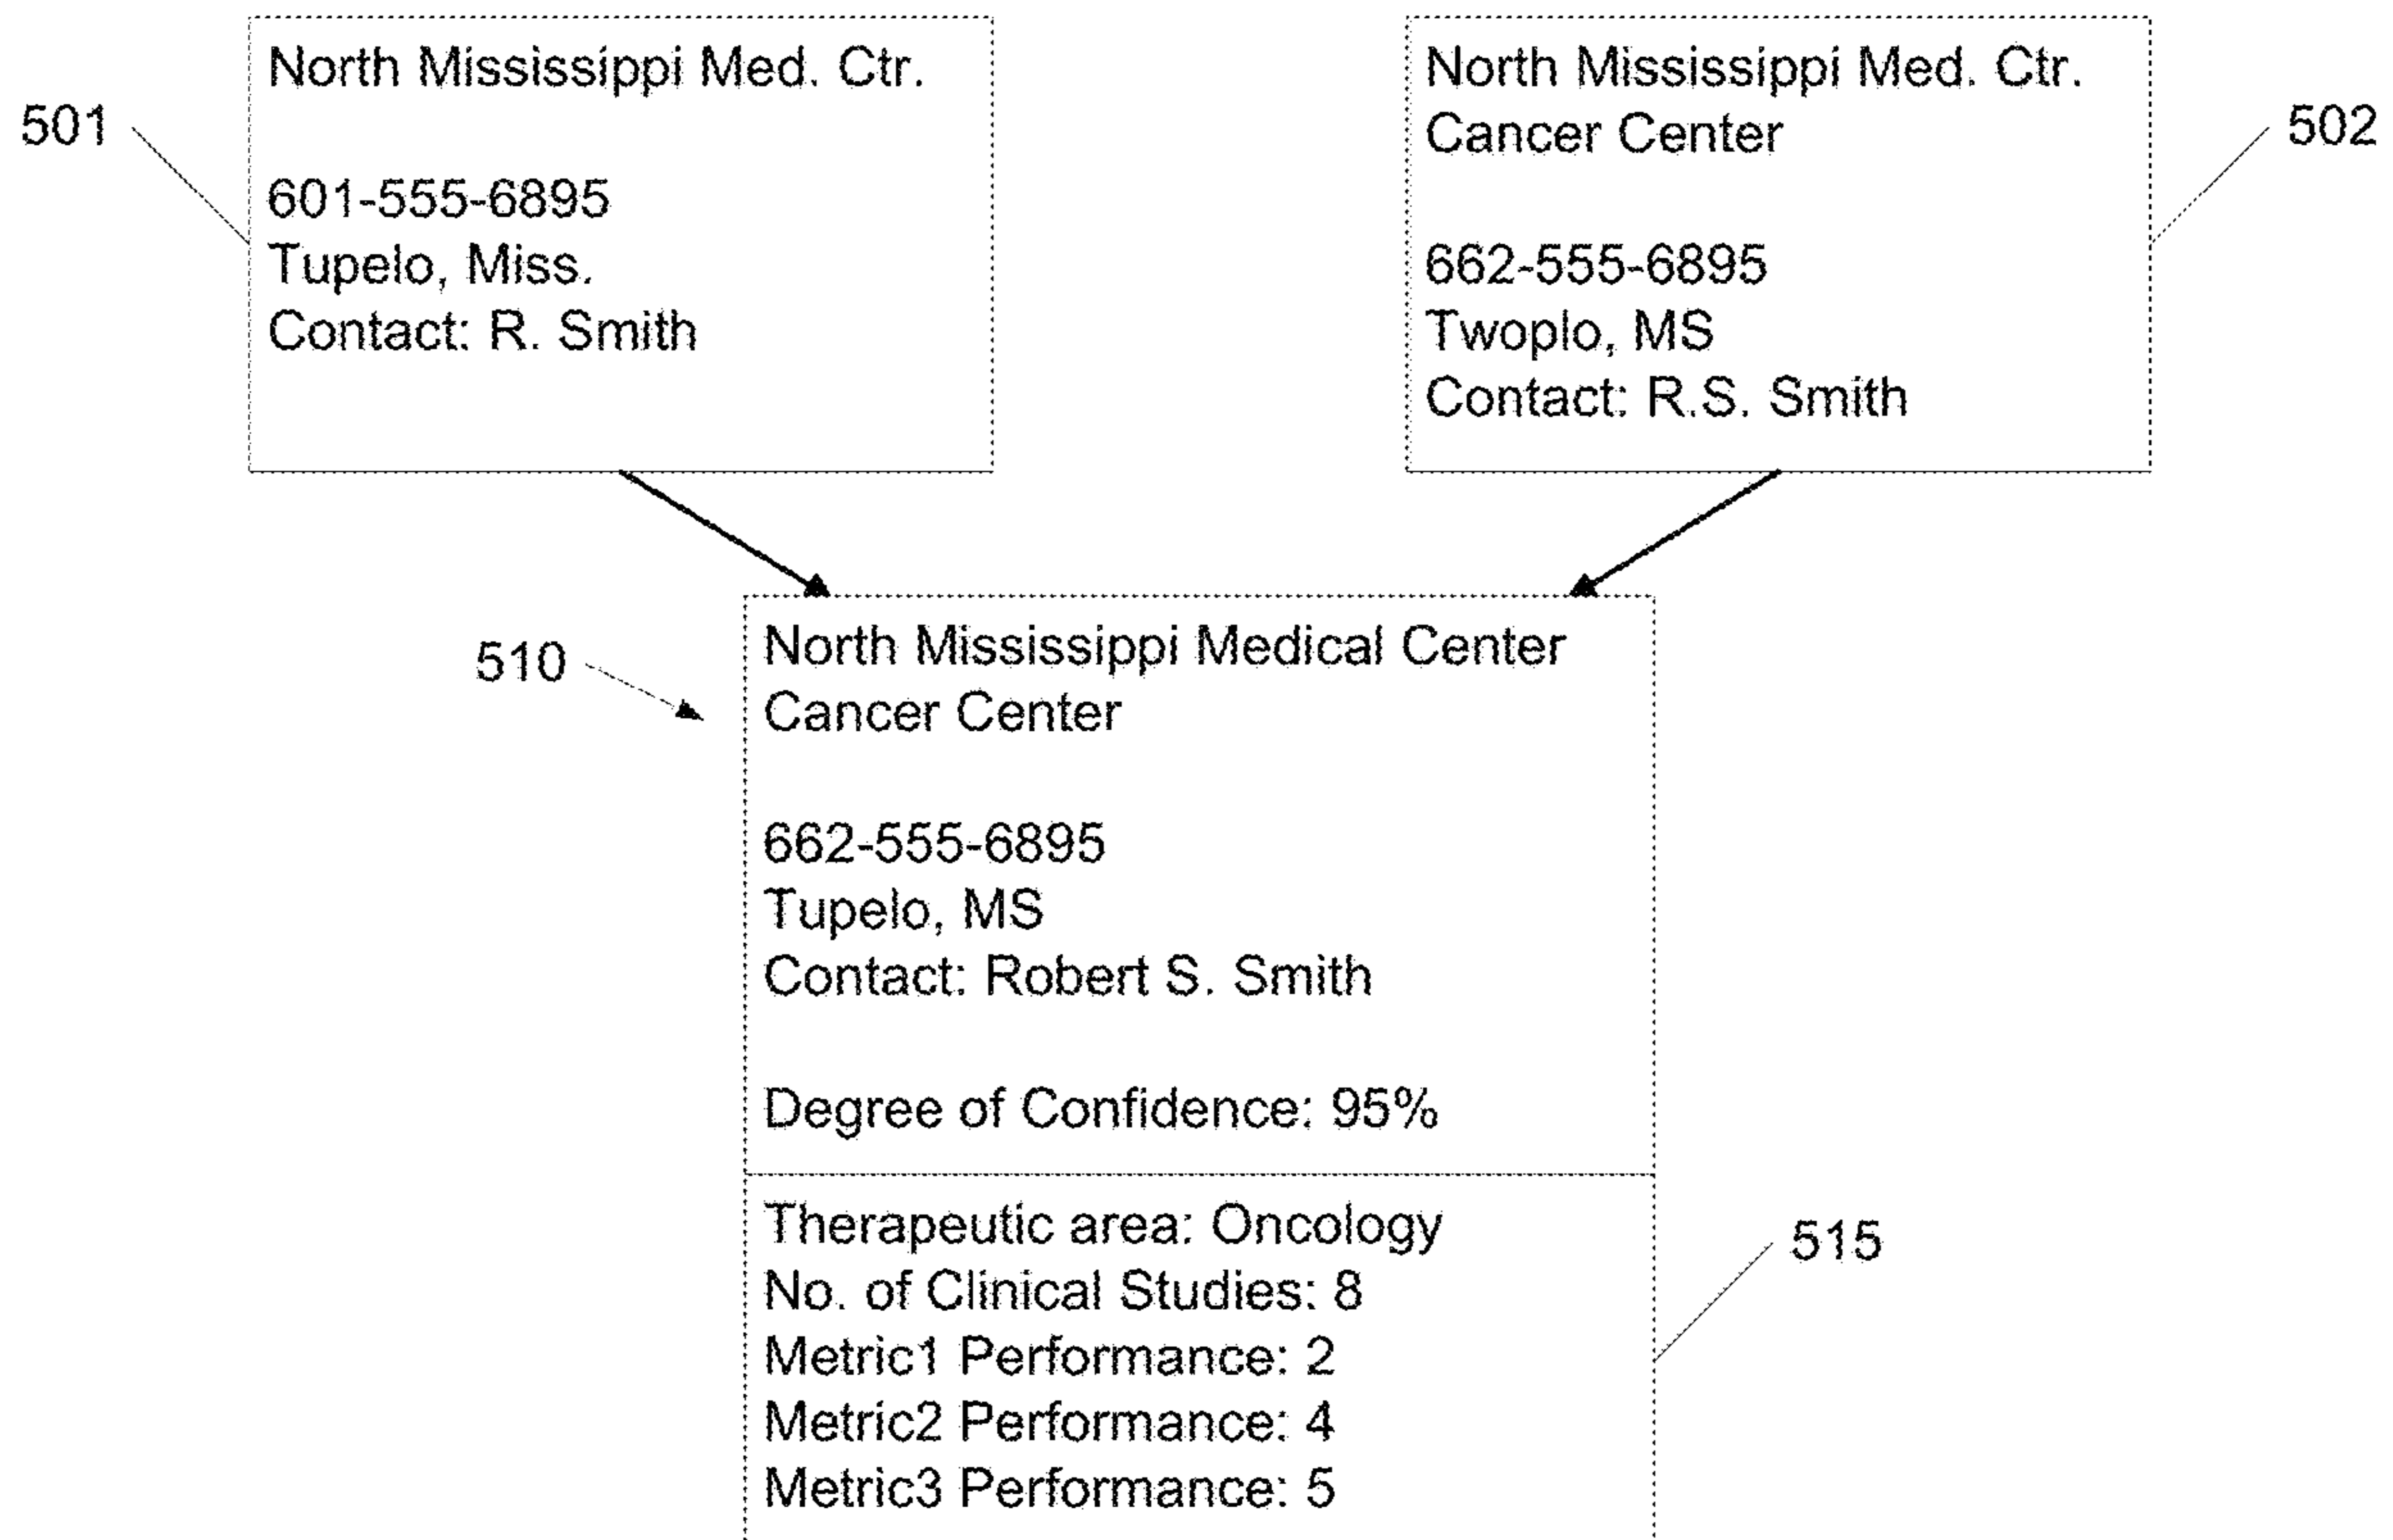 501
North Mississippi Med. Ctr.
601-555-6895
Tupelo, Miss.
Contact: R. Smith
North Mississippi Med. Ctr.
Cancer Center
662-555-6895
Twoplo, MS
Contact: R.S. Smith
502
510
North Mississippi Medical Center
Cancer Center
662-555-6895
Tupelo, MS
Contact: Robert S. Smith
Degree of Confidence: 95%
Therapeutic area: Oncology
No. of Clinical Studies: 8
Metric1 Performance: 2
Metric2 Performance: 4
Metric3 Performance: 5
515